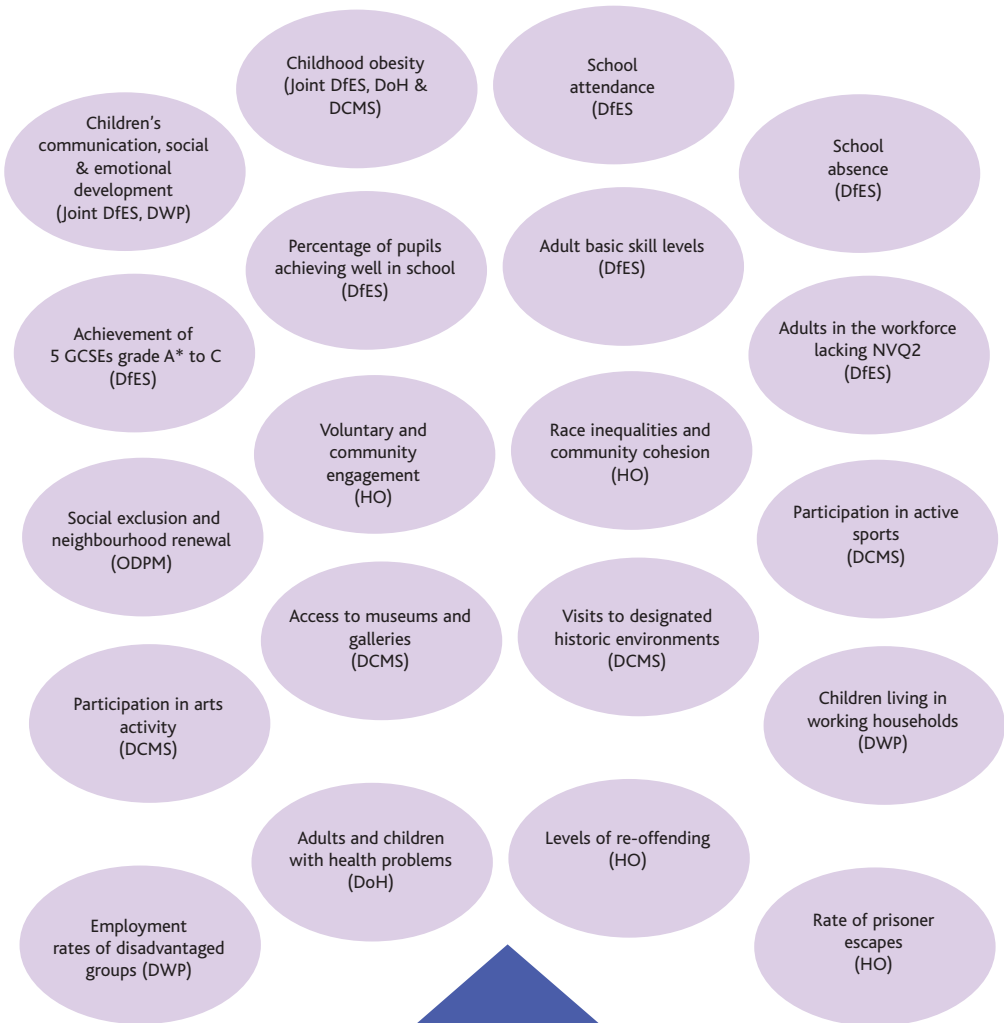 Childhood obesity
(Joint DfES, DoH &
DCMS)
School
attendance
(DfES
Children's
communication, social
& emotional
development
(Joint DfES, DWP)
School
absence
(DfES)
Percentage of pupils
achieving well in school
(DfES)
Adult basic skill levels
(DfES)
Achievement of
5 GCSEs grade A* to C
(DfES)
Adults in the workforce
lacking NVQ2
(DfES)
Voluntary and
community
engagement
(HO)
Race inequalities and
community cohesion
(HO)
Social exclusion and
neighbourhood renewal
(ODPM)
Participation in active
sports
(DCMS)
Access to museums and
galleries
(DCMS)
Visits to designated
historic environments
(DCMS)
Participation in arts
activity
(DCMS)
Children living in
working households
(DWP)
Adults and children
with health problems
(DoH)
Levels of re-offending
(HO)
Employment
rates of disadvantaged
groups (DWP)
Rate of prisoner
escapes
(HO)